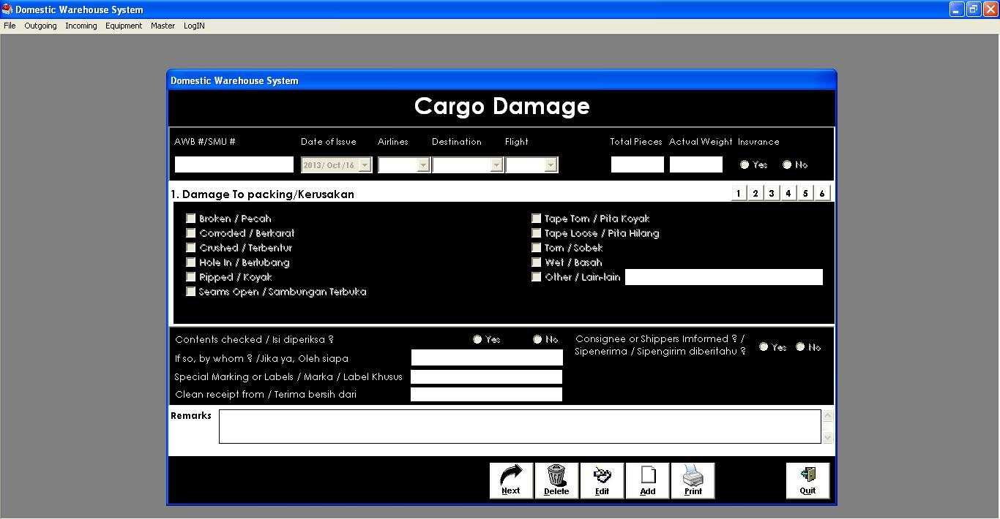 Domestic Warehouse System
File Outgoing Incoming Equipment Master LogIN
Domestic Warehouse System
Cargo Damage
AWB #/SMU # Date of Issue Airlines Destination Flight Total Pieces Actual Weight Insurance
2013/ Oct /16 Yes No
1. Damage To packing/Kerusakan 1 2 3 4 5 6
Broken / Pecah Tape Torn / Pita Koyak
Corroded / Berkarat Tape Loose / Pita Hilang
Crushed / Terbentur Torn / Sobek
Hole In / Berlubang Wet / Basah
Ripped / Koyak Other / Lain-lain
Seams Open / Sambungan Terbuka
Contents checked / Isi diperiksa ? Yes No
Consignee or Shippers Imformed ? /
Sipenerima / Sipengirim diberitahu ? Yes No
If so, by whom ? /Jika ya, Oleh siapa
Special Marking or Labels / Marka / Label Khusus
Clean receipt from / Terima bersih dari
Remarks
Next Delete Edit Add Print Quit